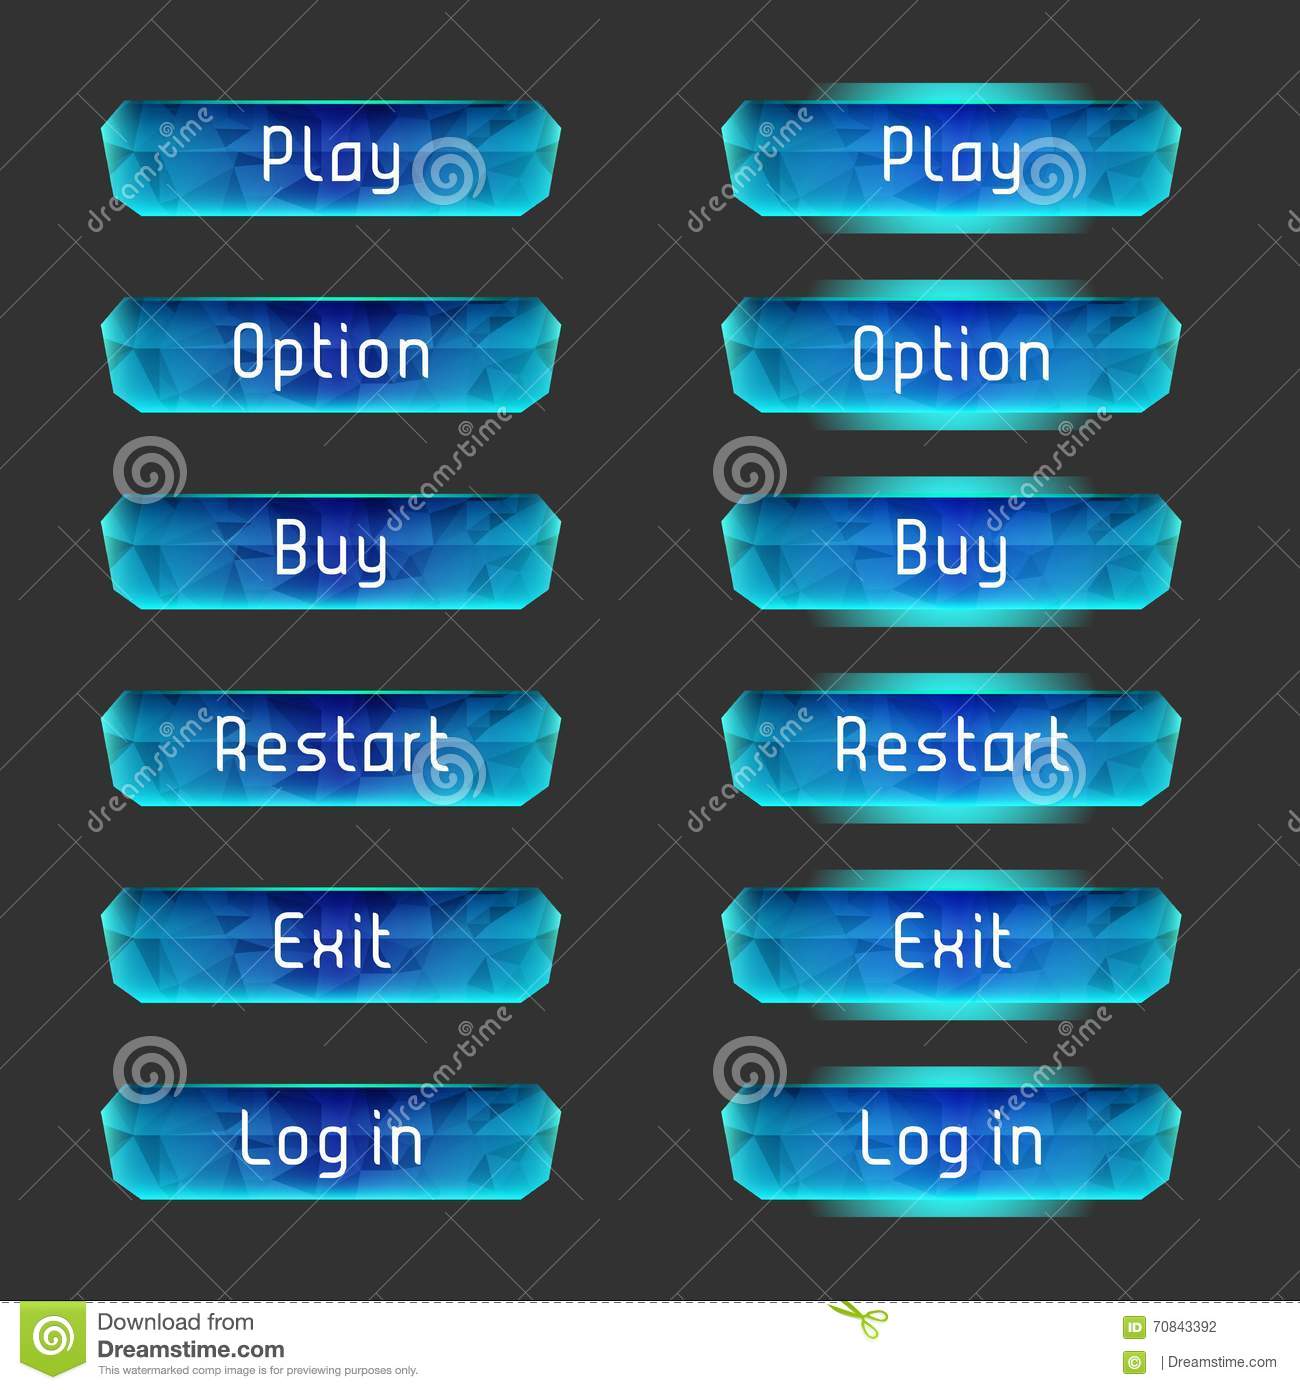 Play Play
Option Option
Buy Buy
Restart Restart
Exit Exit
Log in Log in
dreamstime
Download from
Dreamstime.com
This watermarked comp image is for previewing purposes only.
ID 70843392
© | Dreamstime.com